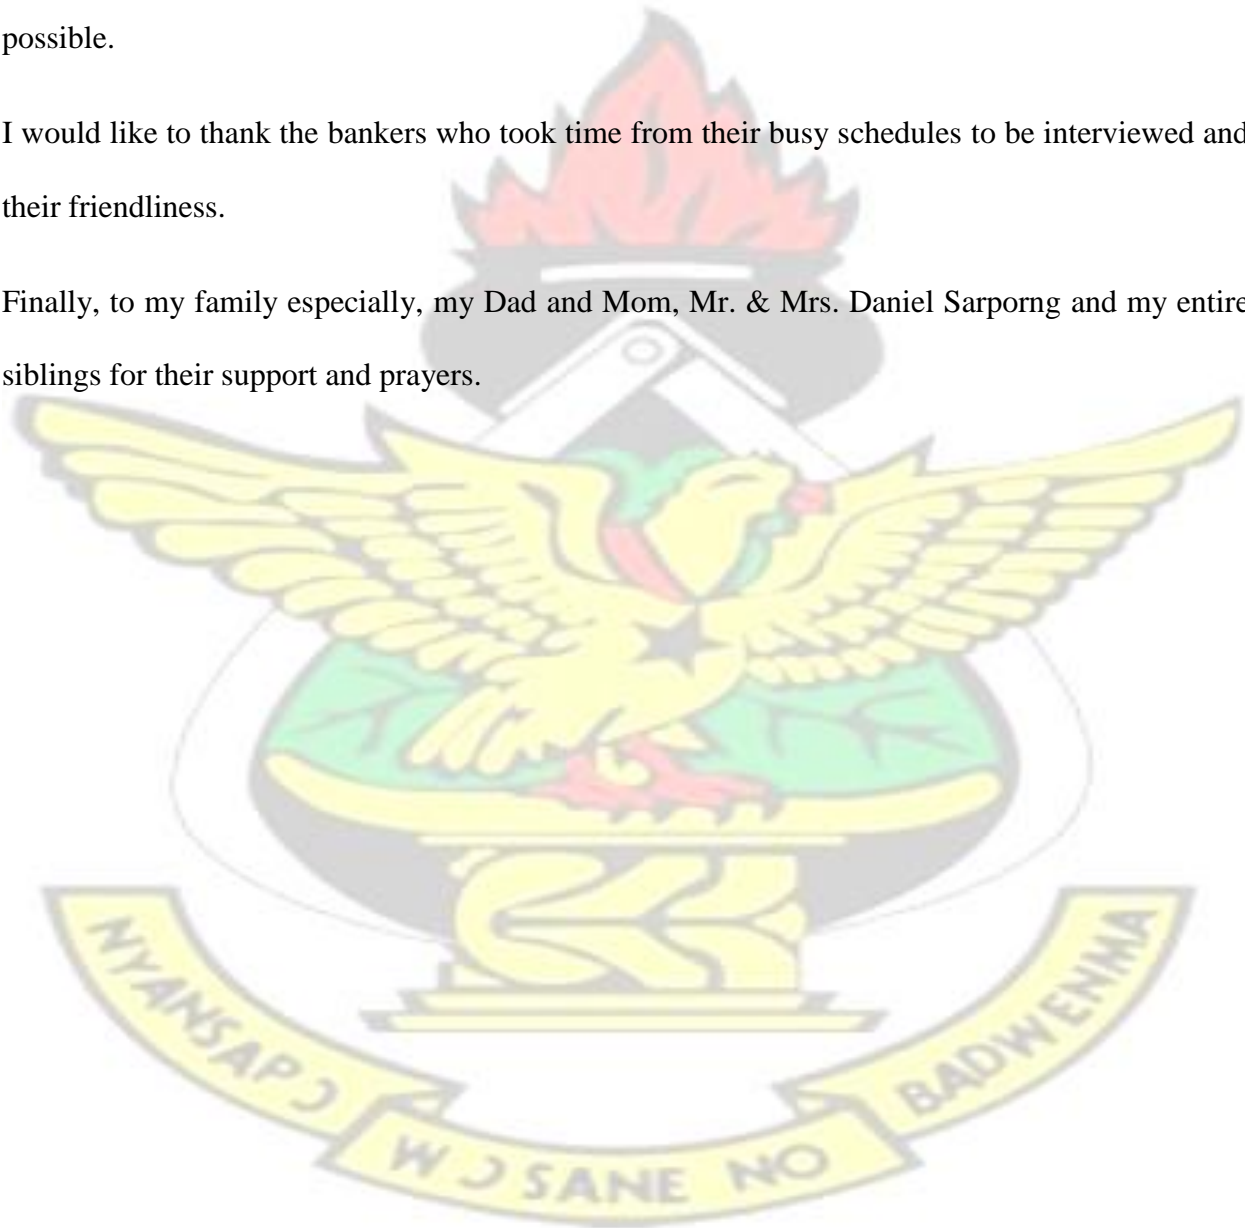 possible.
I would like to thank the bankers who took time from their busy schedules to be interviewed and
their friendliness.
Finally, to my family especially, my Dad and Mom, Mr. & Mrs. Daniel Sarporng and my entire
siblings for their support and prayers.
NYANSAPƆ
WƆSANE NO
BADWENMA